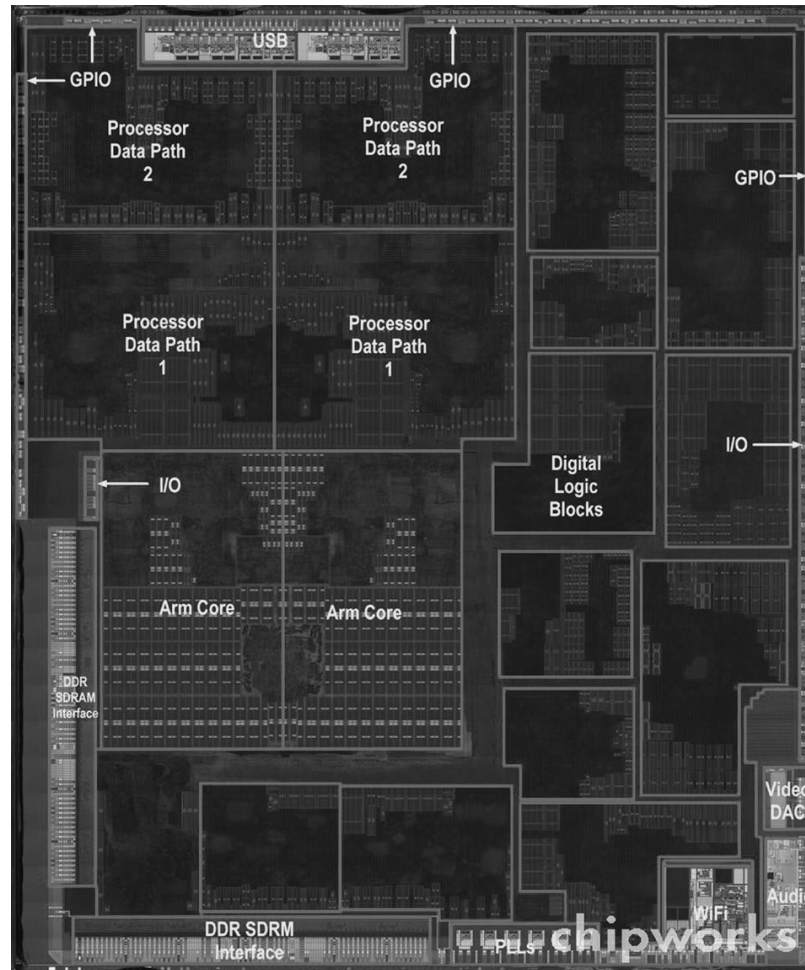 USB
GPIO
GPIO
Processor
Data Path
2
Processor
Data Path
2
GPIO
Processor
Data Path
1
Processor
Data Path
1
I/O
I/O
Digital
Logic
Blocks
Arm Core
Arm Core
DDR
SDRAM
Interface
Video
DAC
Audio
WiFi
DDR SDRM
Interface
PLLs
chipworks